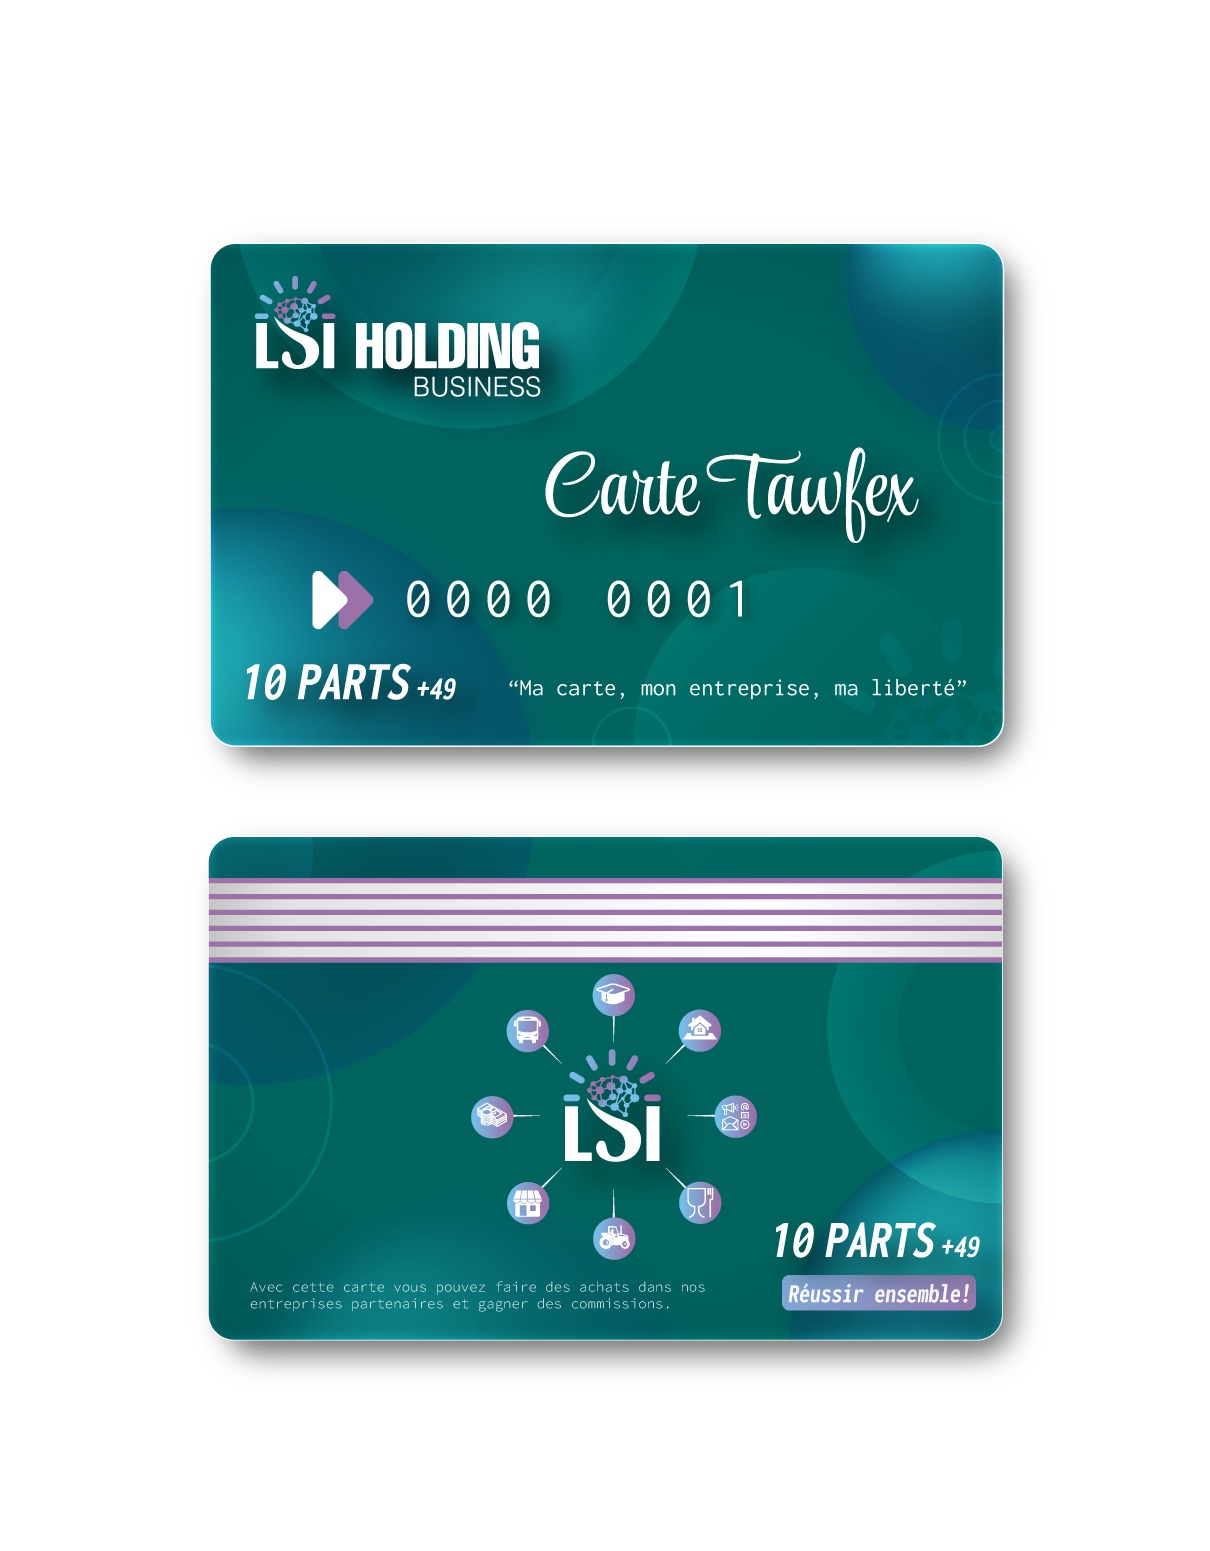 LSI HOLDING
BUSINESS
Carte Tawfex
0000 0001
10 PARTS +49
“Ma carte, mon entreprise, ma liberté”
LSI
10 PARTS +49
Avec cette carte vous pouvez faire des achats dans nos
entreprises partenaires et gagner des commissions.
Réussir ensemble!